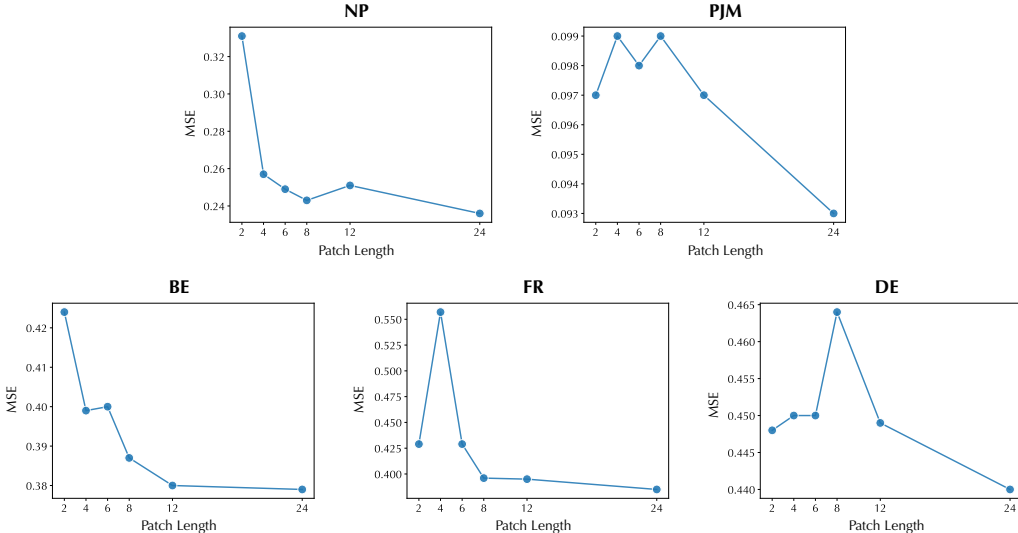 NP
MSE
0.32
0.30
0.28
0.26
0.24
2 4 6 8 12 24
Patch Length
PJM
MSE
0.099
0.098
0.097
0.096
0.095
0.094
0.093
2 4 6 8 12 24
Patch Length
BE
MSE
0.42
0.41
0.40
0.39
0.38
2 4 6 8 12 24
Patch Length
FR
MSE
0.550
0.525
0.500
0.475
0.450
0.425
0.400
2 4 6 8 12 24
Patch Length
DE
MSE
0.465
0.460
0.455
0.450
0.445
0.440
2 4 6 8 12 24
Patch Length